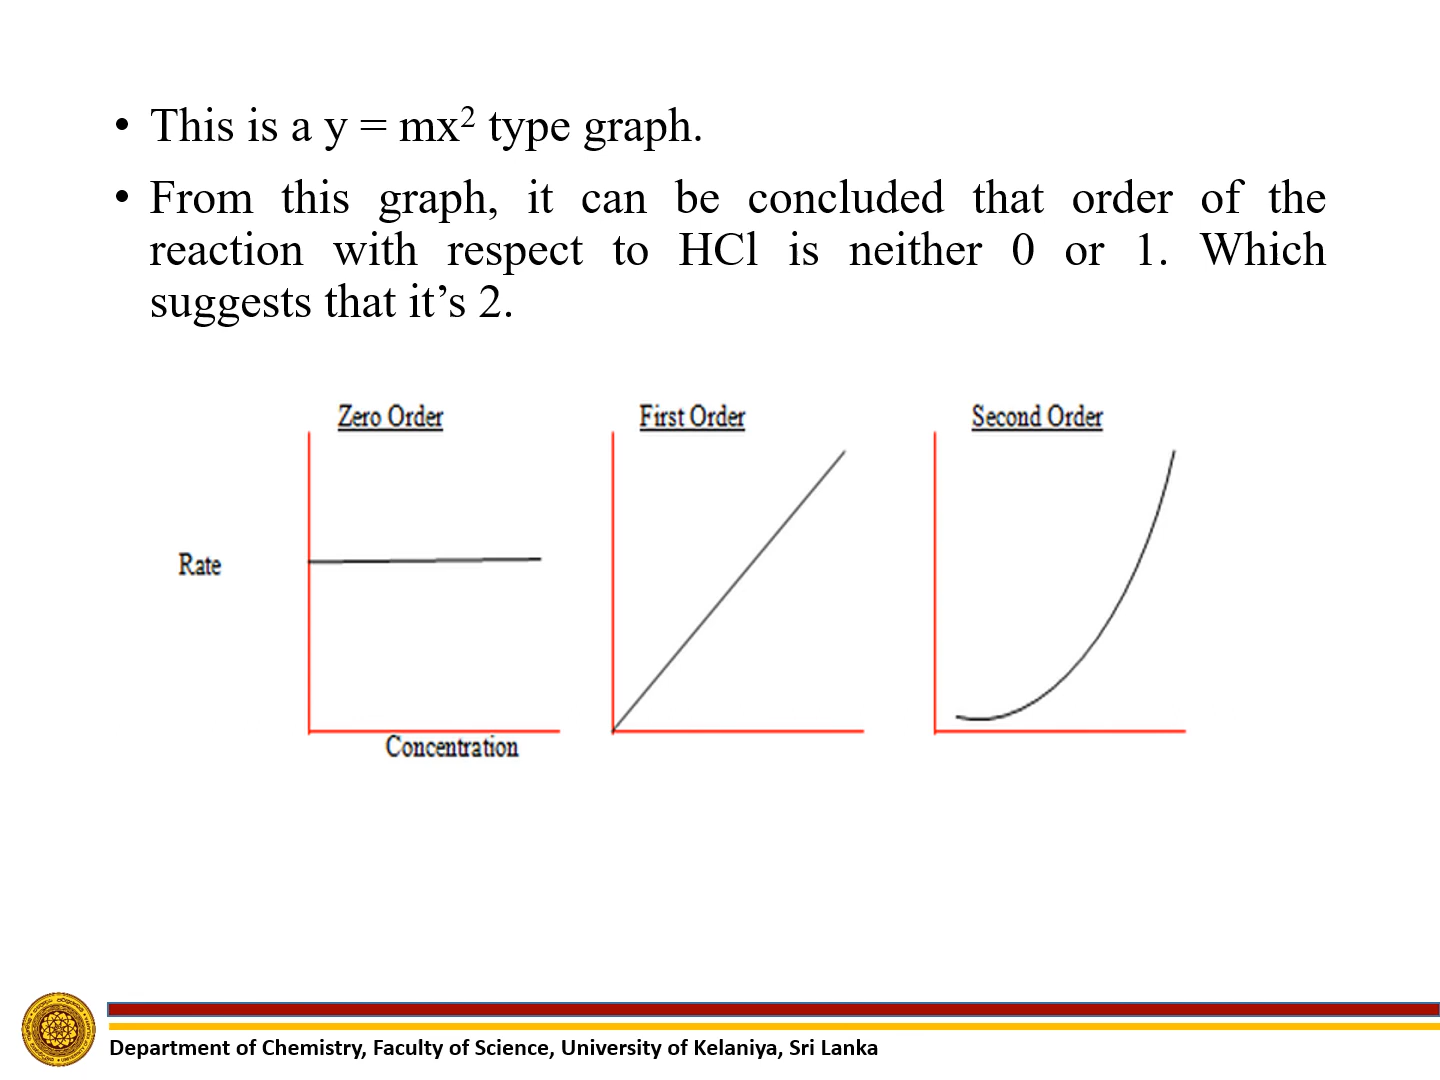 • This is a y = mx² type graph.
• From this graph, it can be concluded that order of the
reaction with respect to HCl is neither 0 or 1. Which
suggests that it’s 2.
Zero Order
First Order
Second Order
Rate
Concentration
Department of Chemistry, Faculty of Science, University of Kelaniya, Sri Lanka